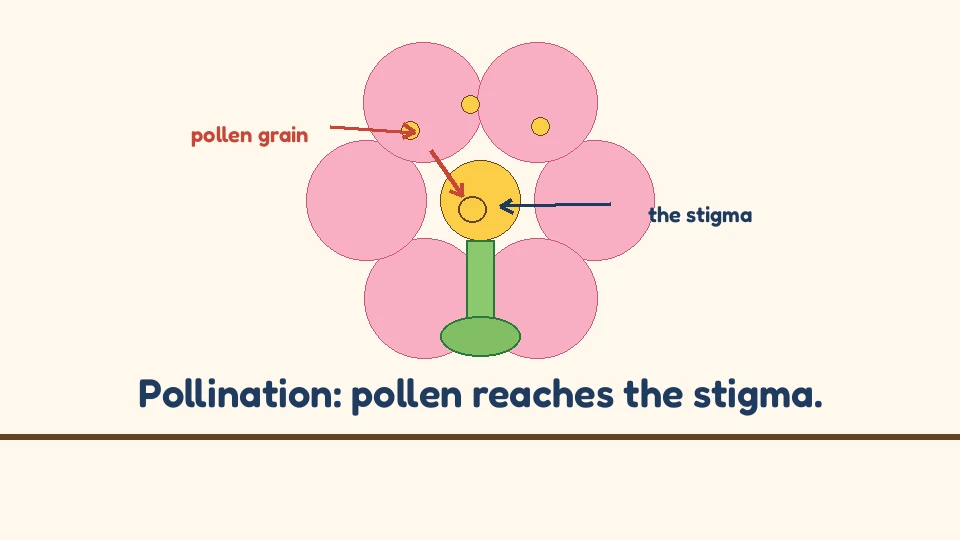 pollen grain
the stigma
Pollination: pollen reaches the stigma.